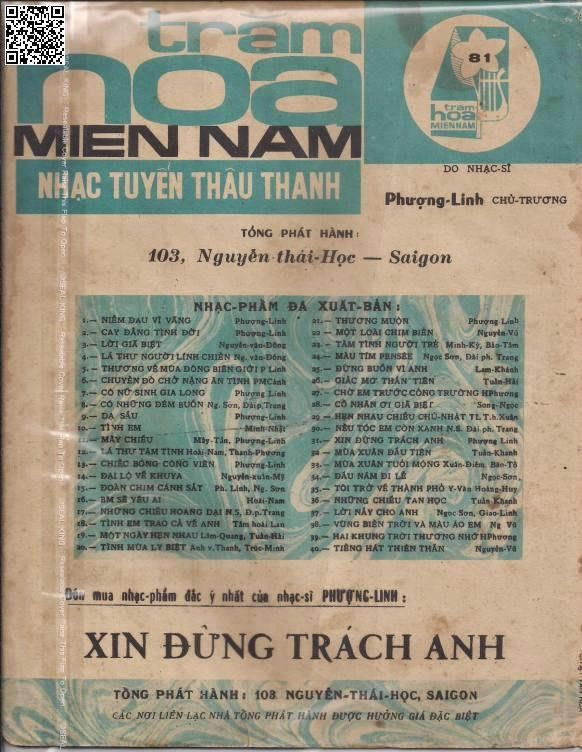 trăm
hoa
MIEN NAM
NHẠC TUYỂN THÂU THANH
81
trăm
hoa
MIENNAM
DO NHẠC-SĨ
Phượng-Linh CHỦ-TRƯƠNG
TỔNG PHÁT HÀNH:
103, Nguyễn-thái-Học — Saigon
NHẠC-PHẨM ĐÃ XUẤT-BẢN:
1.— NIỀM ĐAU VÍ VÀNG Phượng-Linh
2.— CAY ĐẮNG TÌNH ĐỜI Phượng-Linh
3.— LỜI GIÃ BIỆT Nguyễn-văn-Đông
4.— LÁ THƯ NGƯỜI LÍNH CHIẾN Ng. văn-Đông
5.— THƯƠNG VỀ MÙA ĐÔNG BIÊN GIỚI P Linh
6.— CHUYẾN ĐÒ CHỞ NẶNG ÂN TÌNH PMCảnh
7.— CÔ NỮ SINH GIA LONG Phượng-Linh
8.— CÓ NHỮNG ĐÊM BUỒN Ng. Sơn, Đài p. Trang
9.— DẠ SẦU Phượng-Linh
10.— TÌNH EM Minh-Nhật
11.— MÂY CHIỀU Mây-Tần, Phượng-Linh
12.— LÁ THƯ TÂM TÌNH Hoài-Nam, Thanh-Phương
13.— CHIẾC BÓNG CÔNG VIÊN Phượng-Linh
14.— ĐẠI LỘ VỀ KHUYA Nguyễn-xuân-Mỹ
15.— ĐOẢN CHIM CÁNH SẮT Ph. Linh, Ng. Sơn
16.— EM SẼ YÊU AI Hoài-Nam
17.— NHỮNG CHIỀU HOANG DẠI N.S, Đ.p. Trang
18.— TÌNH EM TRAO CẢ VỀ ANH Tâm hoài Lan
19.— MỘT NGÀY HẸN NHAU Lâm-Quang, Tuấn-Hải
20.— TÌNH MÙA LY BIỆT Anh v. Thanh, Trúc-Minh
21.— THƯƠNG MUỘN Phượng Linh
22.— MỘT LOÀI CHIM BIỂN Nguyễn-Vũ
23.— TÂM TÌNH NGƯỜI TRẺ Minh-Kỳ, Bảo-Tâm
24.— MÀU TÍM PENSÉE Ngọc Sơn, Đài ph. Trang
25.— ĐỪNG BUỒN VÌ ANH Lam-Khánh
26.— GIẤC MƠ THẦN TIÊN Tuấn-Hải
27.— CHỜ EM TRƯỚC CỔNG TRƯỜNG HPhương
28.— CỐ NHÂN ƠI GIÃ BIỆT Song-Ngọc
29.— HẸN NHAU CHIỀU CHỦ-NHẬT TL T.h. Xuân
30.— NẾU TÓC EM CÒN XANH N.S. Đài ph. Trang
31.— XIN ĐỪNG TRÁCH ANH Phượng Linh
32.— MÙA XUÂN ĐẦU TIÊN Tuấn-Khanh
33.— MÙA XUÂN TUỔI MỘNG Xuân-Điềm, Bảo-Tố
34.— ĐẦU NĂM ĐI LỄ Ngọc-Sơn
35.— TÔI TRỞ VỀ THÀNH PHỐ Y-Vân Hoàng-Huy
36.— NHỮNG CHIỀU TAN HỌC Tuấn Khanh
37.— LỜI NÀY CHO ANH Ngọc Sơn, Giao-Linh
38.— VÙNG BIỂN TRỜI VÀ MÀU ÁO EM Ng Vũ
39.— HAI KHUNG TRỜI THƯƠNG NHỚ HPhương
40.— TIẾNG HÁT THIÊN THẦN Nguyễn-Vũ
Đón mua nhạc-phẩm đắc ý nhất của nhạc-sĩ PHƯỢNG-LINH:
XIN ĐỪNG TRÁCH ANH
TỔNG PHÁT HÀNH: 103 NGUYỄN-THÁI-HỌC, SAIGON
CÁC NƠI LIÊN LẠC NHÀ TỔNG PHÁT HÀNH ĐƯỢC HƯỞNG GIÁ ĐẶC BIỆT